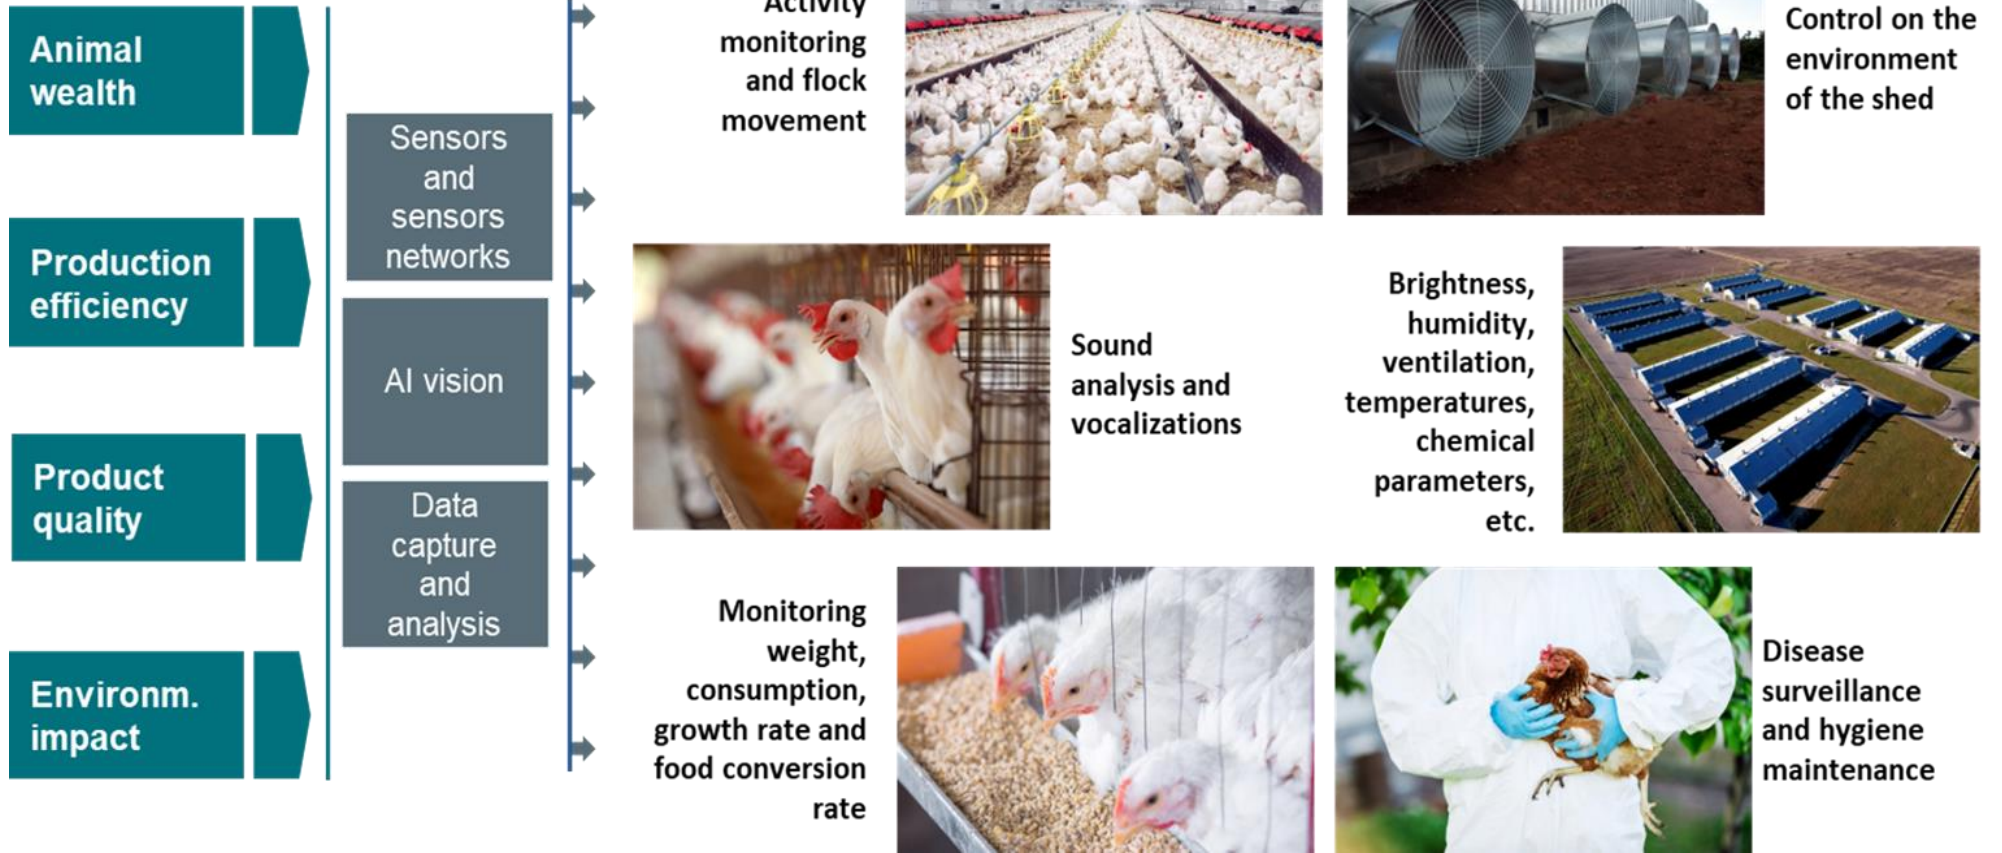 Animal
wealth
Production
efficiency
Product
quality
Environm.
impact
Sensors
and
sensors
networks
AI vision
Data
capture
and
analysis
Activity
monitoring
and flock
movement
Control on the
environment
of the shed
Sound
analysis and
vocalizations
Brightness,
humidity,
ventilation,
temperatures,
chemical
parameters,
etc.
Monitoring
weight,
consumption,
growth rate and
food conversion
rate
Disease
surveillance
and hygiene
maintenance